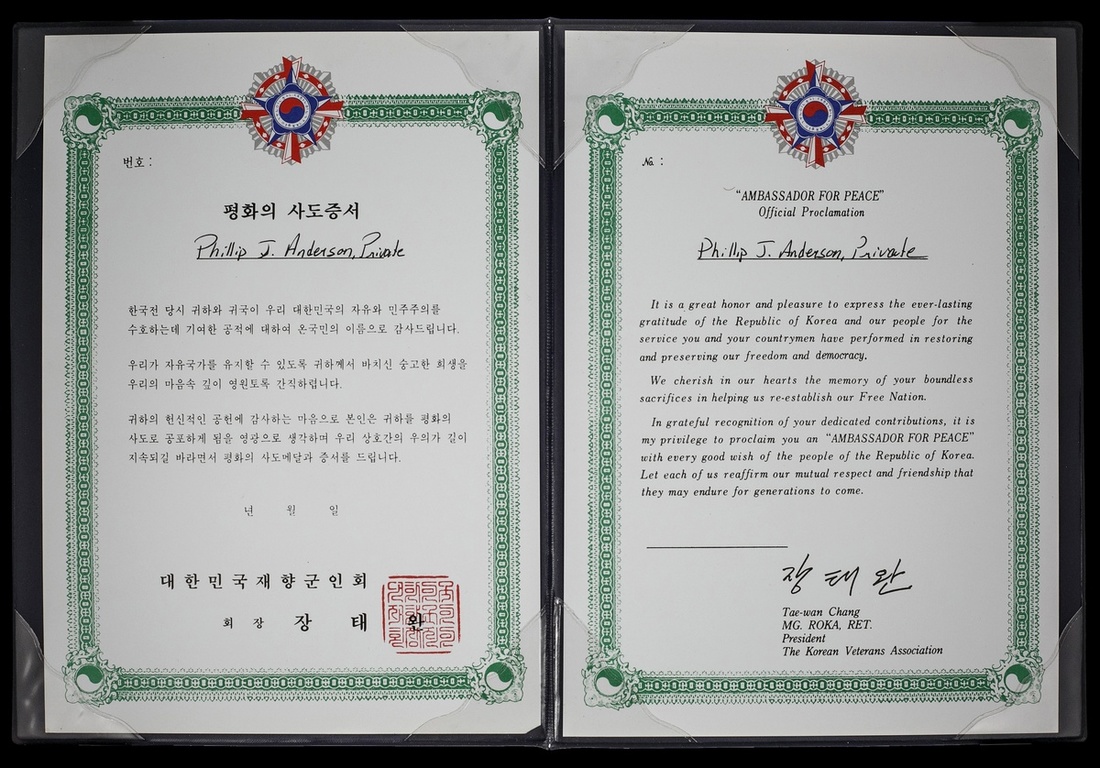 번호 :
평화의 사도증서
Phillip J. Anderson, Private
한국전 당시 귀하와 귀국이 우리 대한민국의 자유와 민주주의를
수호하는데 기여한 공적에 대하여 온국민의 이름으로 감사드립니다.
우리가 자유국가를 유지할 수 있도록 귀하께서 바치신 숭고한 희생을
우리의 마음속 깊이 영원토록 간직하렵니다.
귀하의 헌신적인 공헌에 감사하는 마음으로 본인은 귀하를 평화의
사도로 공포하게 됨을 영광으로 생각하며 우리 상호간의 우의가 길이
지속되길 바라면서 평화의 사도메달과 증서를 드립니다.
년 월 일
대한민국재향군인회
회 장 장 태 완
№ :
“AMBASSADOR FOR PEACE”
Official Proclamation
Phillip J. Anderson, Private
It is a great honor and pleasure to express the ever-lasting
gratitude of the Republic of Korea and our people for the
service you and your countrymen have performed in restoring
and preserving our freedom and democracy.
We cherish in our hearts the memory of your boundless
sacrifices in helping us re-establish our Free Nation.
In grateful recognition of your dedicated contributions, it is
my privilege to proclaim you an “AMBASSADOR FOR PEACE”
with every good wish of the people of the Republic of Korea.
Let each of us reaffirm our mutual respect and friendship that
they may endure for generations to come.
장 태 완
Tae-wan Chang
MG. ROKA, RET.
President
The Korean Veterans Association